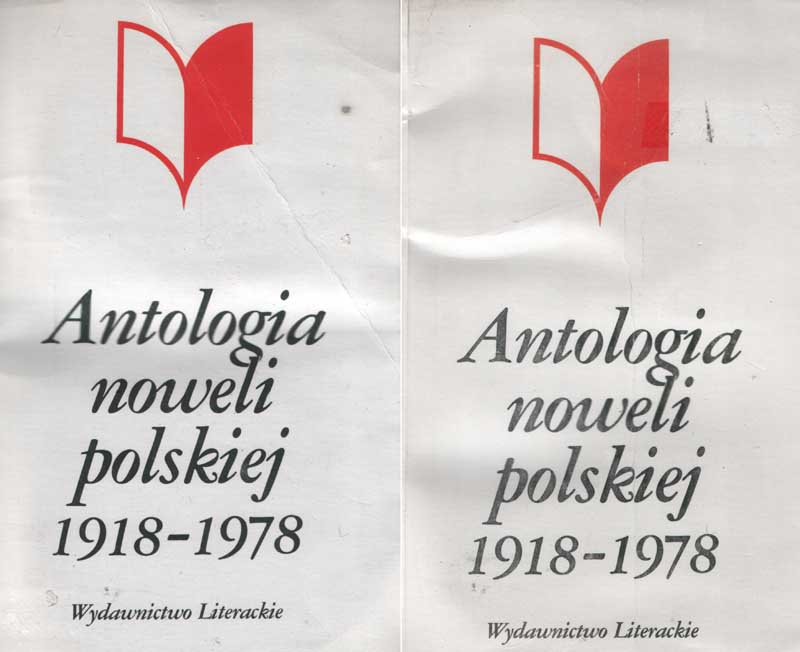 Antologia
noweli
polskiej
1918-1978
Wydawnictwo Literackie
Antologia
noweli
polskiej
1918-1978
Wydawnictwo Literackie